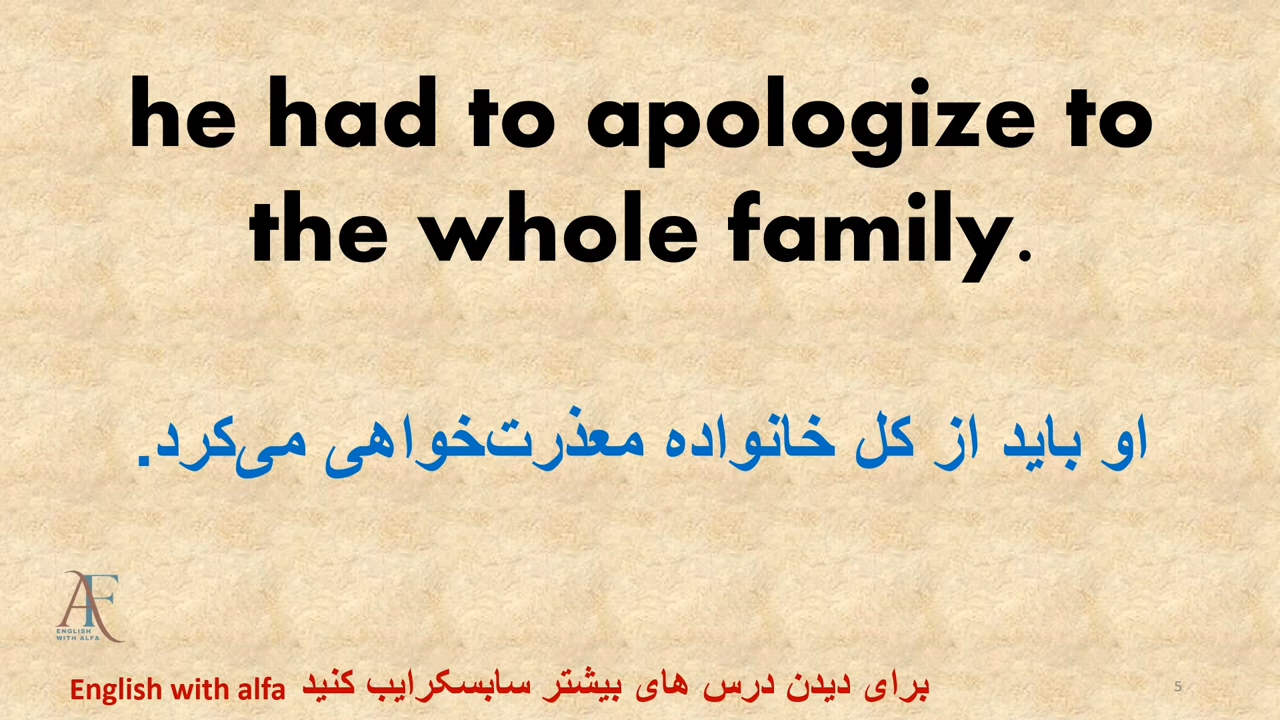 he had to apologize to
the whole family.
او باید از کل خانواده معذرت‌خواهی می‌کرد.
AF
ENGLISH
WITH ALFA
English with alfa برای دیدن درس های بیشتر سابسکرایب کنید
5